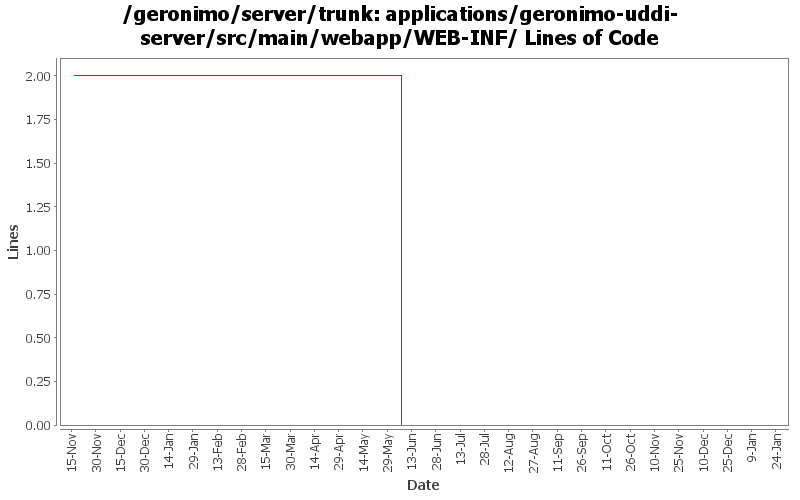 /geronimo/server/trunk: applications/geronimo-uddi-
server/src/main/webapp/WEB-INF/ Lines of Code
2.00
1.75
1.50
1.25
1.00
0.75
0.50
0.25
0.00
Lines
15-Nov
30-Nov
15-Dec
30-Dec
14-Jan
29-Jan
13-Feb
28-Feb
15-Mar
30-Mar
14-Apr
29-Apr
14-May
29-May
13-Jun
28-Jun
13-Jul
28-Jul
12-Aug
27-Aug
11-Sep
26-Sep
11-Oct
26-Oct
10-Nov
25-Nov
10-Dec
25-Dec
9-Jan
24-Jan
Date